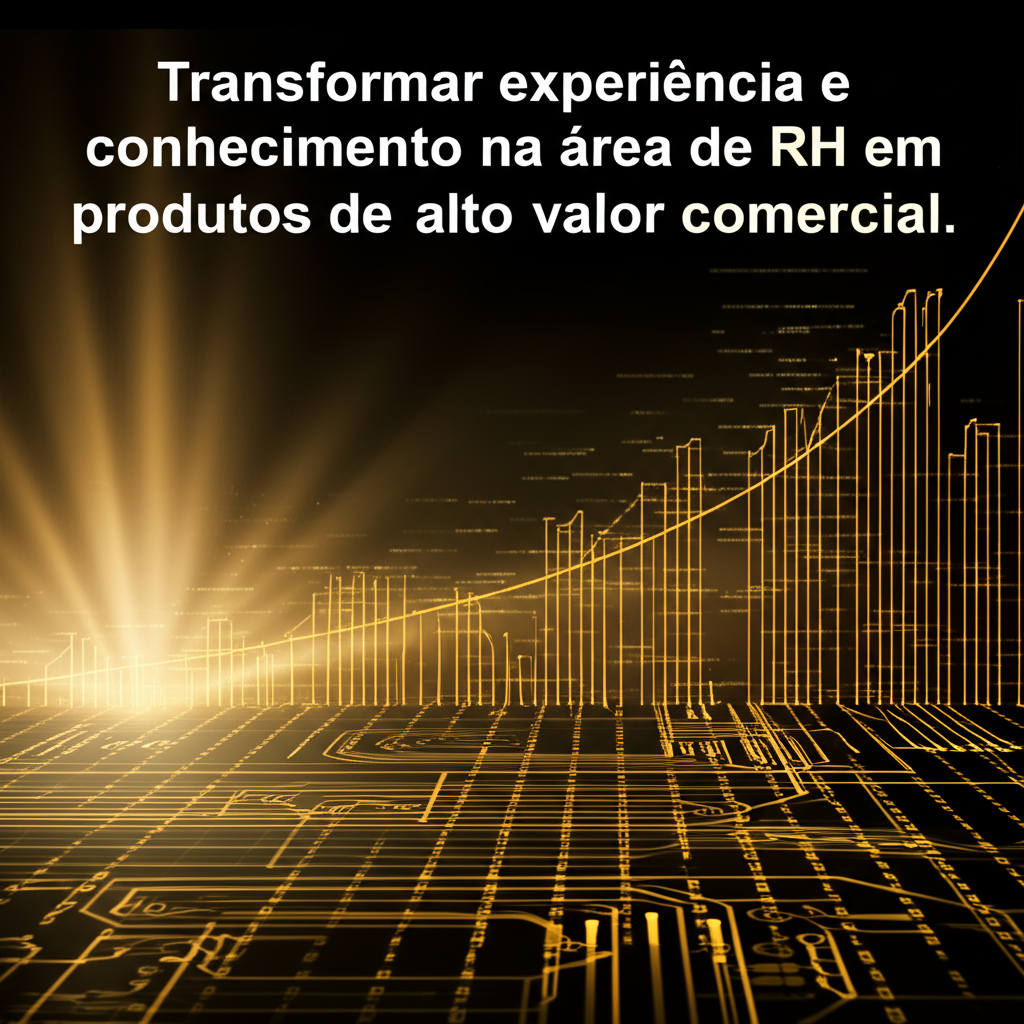 Transformar experiência e
conhecimento na área de RH em
produtos de alto valor comercial.